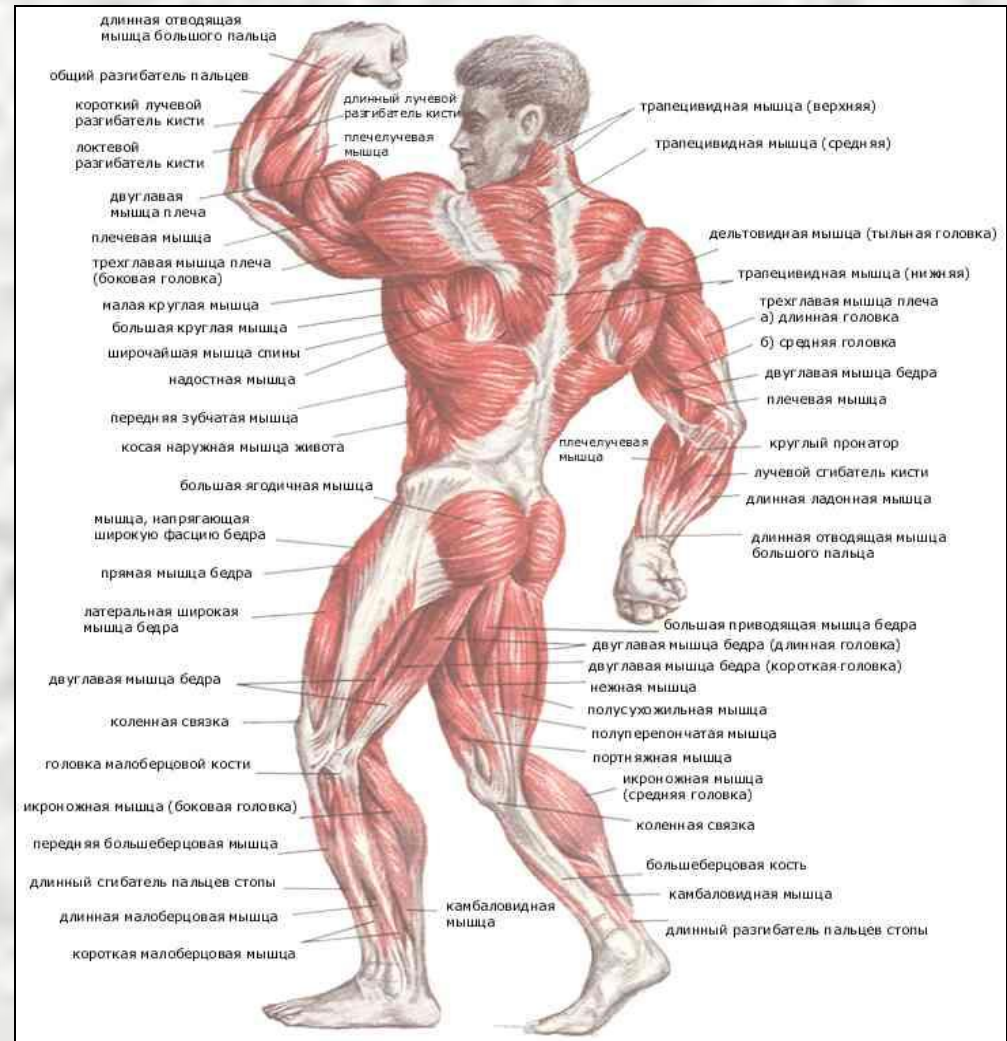 длинная отводящая
мышца большого пальца
общий разгибатель пальцев
короткий лучевой
разгибатель кисти
длинный лучевой
разгибатель кисти
локтевой
разгибатель кисти
плечелучевая
мышца
двуглавая
мышца плеча
плечевая мышца
трехглавая мышца плеча
(боковая головка)
малая круглая мышца
большая круглая мышца
широчайшая мышца спины
надостная мышца
передняя зубчатая мышца
косая наружная мышца живота
большая ягодичная мышца
мышца, напрягающая
широкую фасцию бедра
прямая мышца бедра
латеральная широкая
мышца бедра
двуглавая мышца бедра
коленная связка
головка малоберцовой кости
икроножная мышца (боковая головка)
передняя большеберцовая мышца
длинный сгибатель пальцев стопы
длинная малоберцовая мышца
короткая малоберцовая мышца
камбаловидная
мышца
трапецивидная мышца (верхняя)
трапецивидная мышца (средняя)
дельтовидная мышца (тыльная головка)
трапецивидная мышца (нижняя)
трехглавая мышца плеча
а) длинная головка
б) средняя головка
двуглавая мышца бедра
плечевая мышца
плечелучевая
мышца
круглый пронатор
лучевой сгибатель кисти
длинная ладонная мышца
длинная отводящая мышца
большого пальца
большая приводящая мышца бедра
двуглавая мышца бедра (длинная головка)
двуглавая мышца бедра (короткая головка)
нежная мышца
полусухожильная мышца
полуперепончатая мышца
портняжная мышца
икроножная мышца
(средняя головка)
коленная связка
большеберцовая кость
камбаловидная мышца
длинный разгибатель пальцев стопы